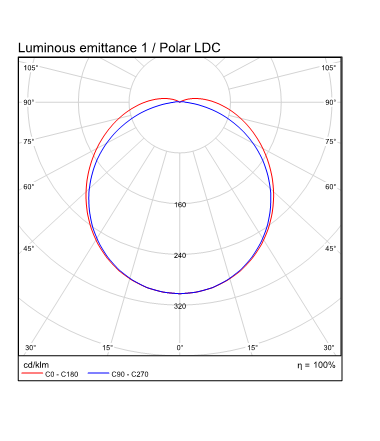 Luminous emittance 1 / Polar LDC
105° 105°
90° 90°
75° 75°
60° 60°
160
45° 45°
240
320
30° 15° 0° 15° 30°
cd/klm η = 100%
C0 - C180 C90 - C270